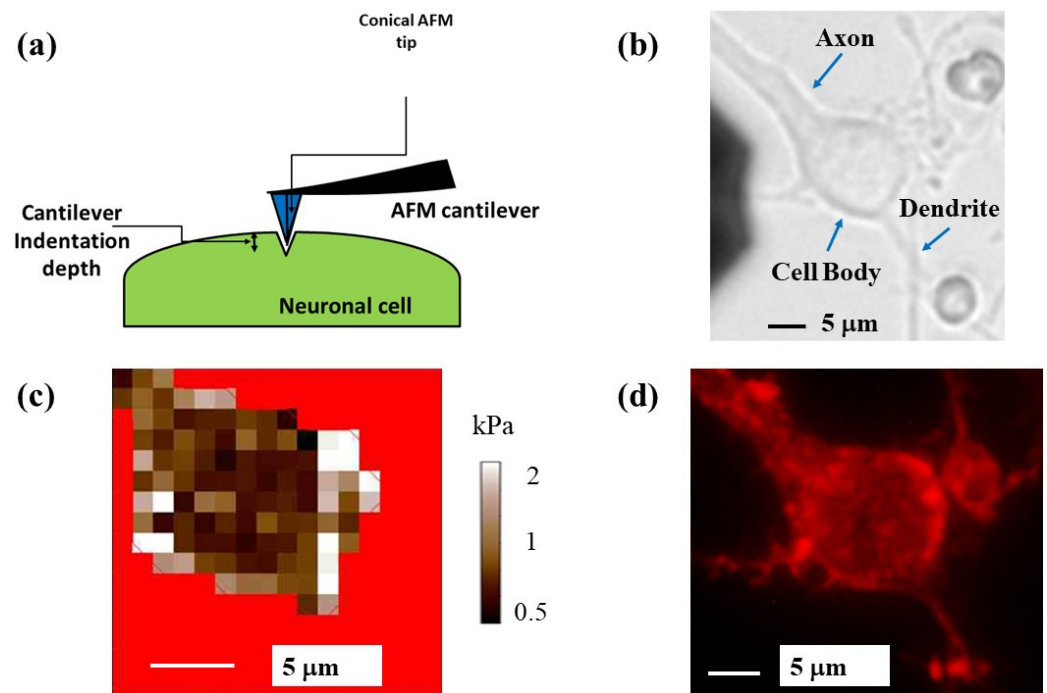 (a)
Conical AFM
tip
Cantilever
Indentation
depth
AFM cantilever
Neuronal cell
(b)
Axon
Dendrite
Cell Body
5 μm
(c)
kPa
2
1
0.5
5 μm
(d)
5 μm